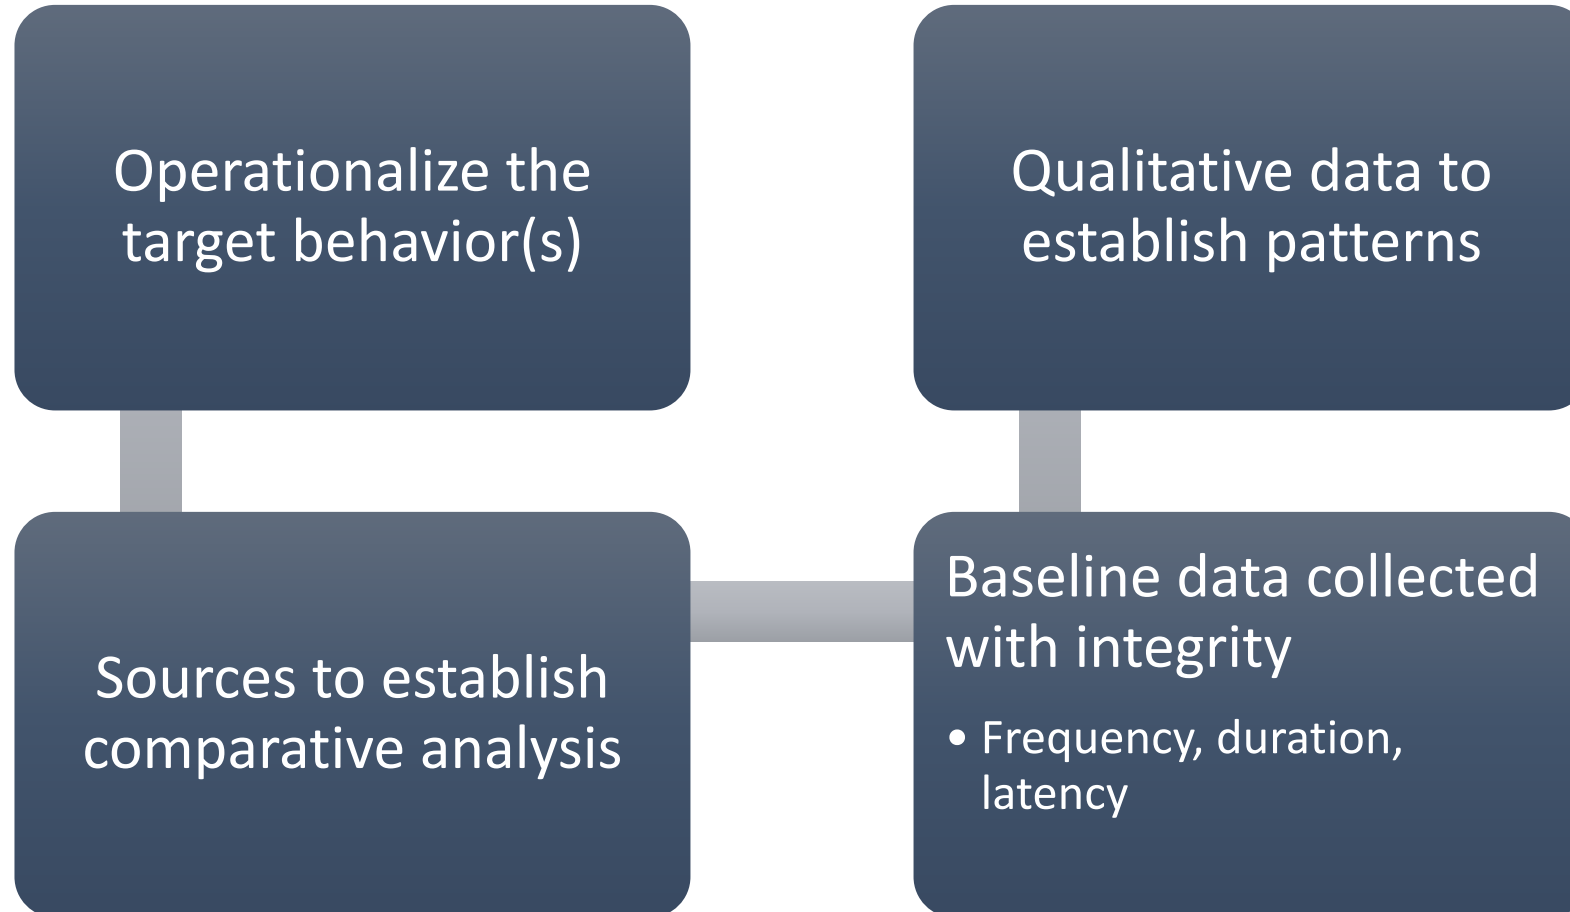 Operationalize the
target behavior(s)
Sources to establish
comparative analysis
Baseline data collected
with integrity
• Frequency, duration,
latency
Qualitative data to
establish patterns